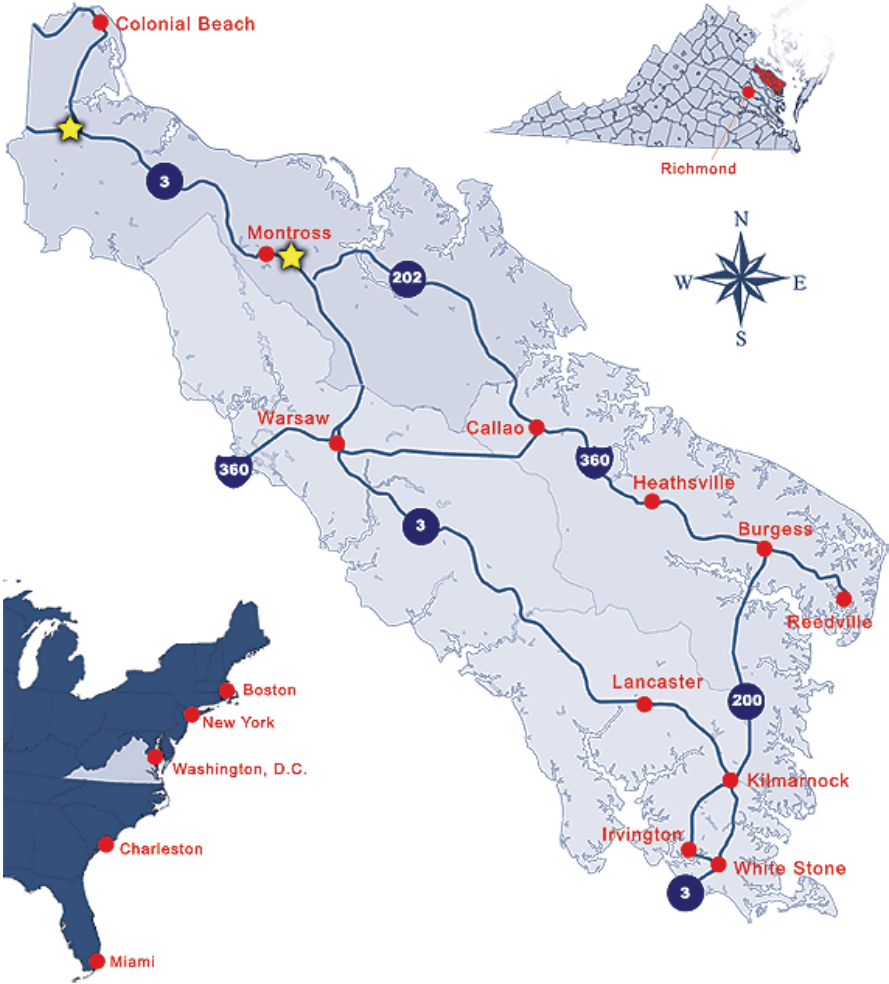 Colonial Beach
Richmond
3
Montross
N
W
E
S
202
Warsaw
Callao
360
360
Heathsville
3
Burgess
Reedville
Lancaster
200
Boston
New York
Washington, D.C.
Kilmarnock
Irvington
Charleston
White Stone
3
Miami